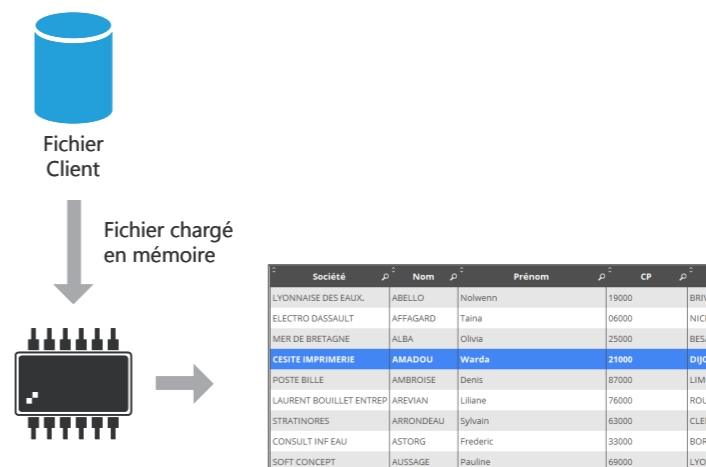 Fichier
Client
Fichier chargé
en mémoire
Société Nom Prénom CP
LYONNAISE DES EAUX. ABELLO Nolwenn 19000
ELECTRO DASSAULT AFFAGARD Taina 06000
MER DE BRETAGNE ALBA Olivia 25000
CESITE IMPRIMERIE AMADOU Warda 21000
POSTE BILLE AMBROISE Denis 87000
LAURENT BOUILLET ENTREP AREVIAN Liliane 76000
STRATINORES ARRONDEAU Sylvain 63000
CONSULT INF EAU ASTORG Frederic 33000
SOFT CONCEPT AUSSAGE Pauline 69000